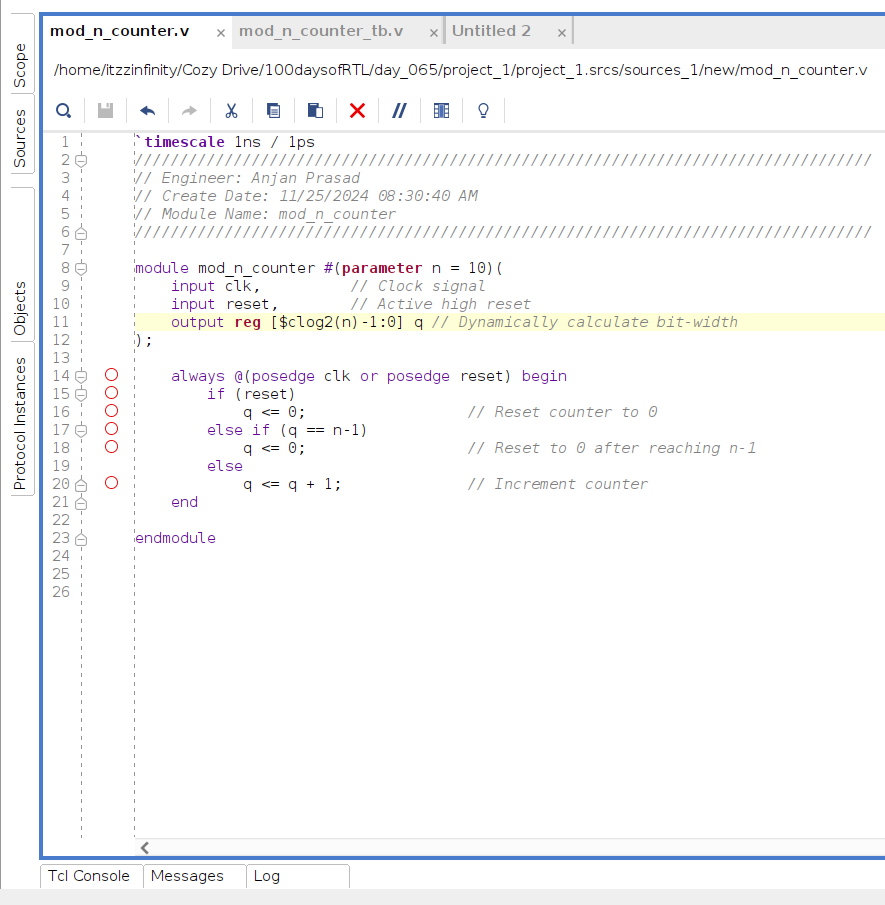 mod_n_counter.v × mod_n_counter_tb.v × Untitled 2 ×
/home/itzzinfinity/Cozy Drive/100daysofRTL/day_065/project_1/project_1.srcs/sources_1/new/mod_n_counter.v
Scope
Sources
Objects
Protocol Instances
1 `timescale 1ns / 1ps
2 //////////////////////////////////////////////////////////////////////////////////
3 // Engineer: Anjan Prasad
4 // Create Date: 11/25/2024 08:30:40 AM
5 // Module Name: mod_n_counter
6 //////////////////////////////////////////////////////////////////////////////////
7
8 module mod_n_counter #(parameter n = 10)(
9     input clk,          // Clock signal
10     input reset,        // Active high reset
11     output reg [$clog2(n)-1:0] q // Dynamically calculate bit-width
12 );
13
14     always @(posedge clk or posedge reset) begin
15         if (reset)
16             q <= 0;                  // Reset counter to 0
17         else if (q == n-1)
18             q <= 0;                  // Reset to 0 after reaching n-1
19         else
20             q <= q + 1;              // Increment counter
21     end
22
23 endmodule
24
25
26
Tcl Console Messages Log